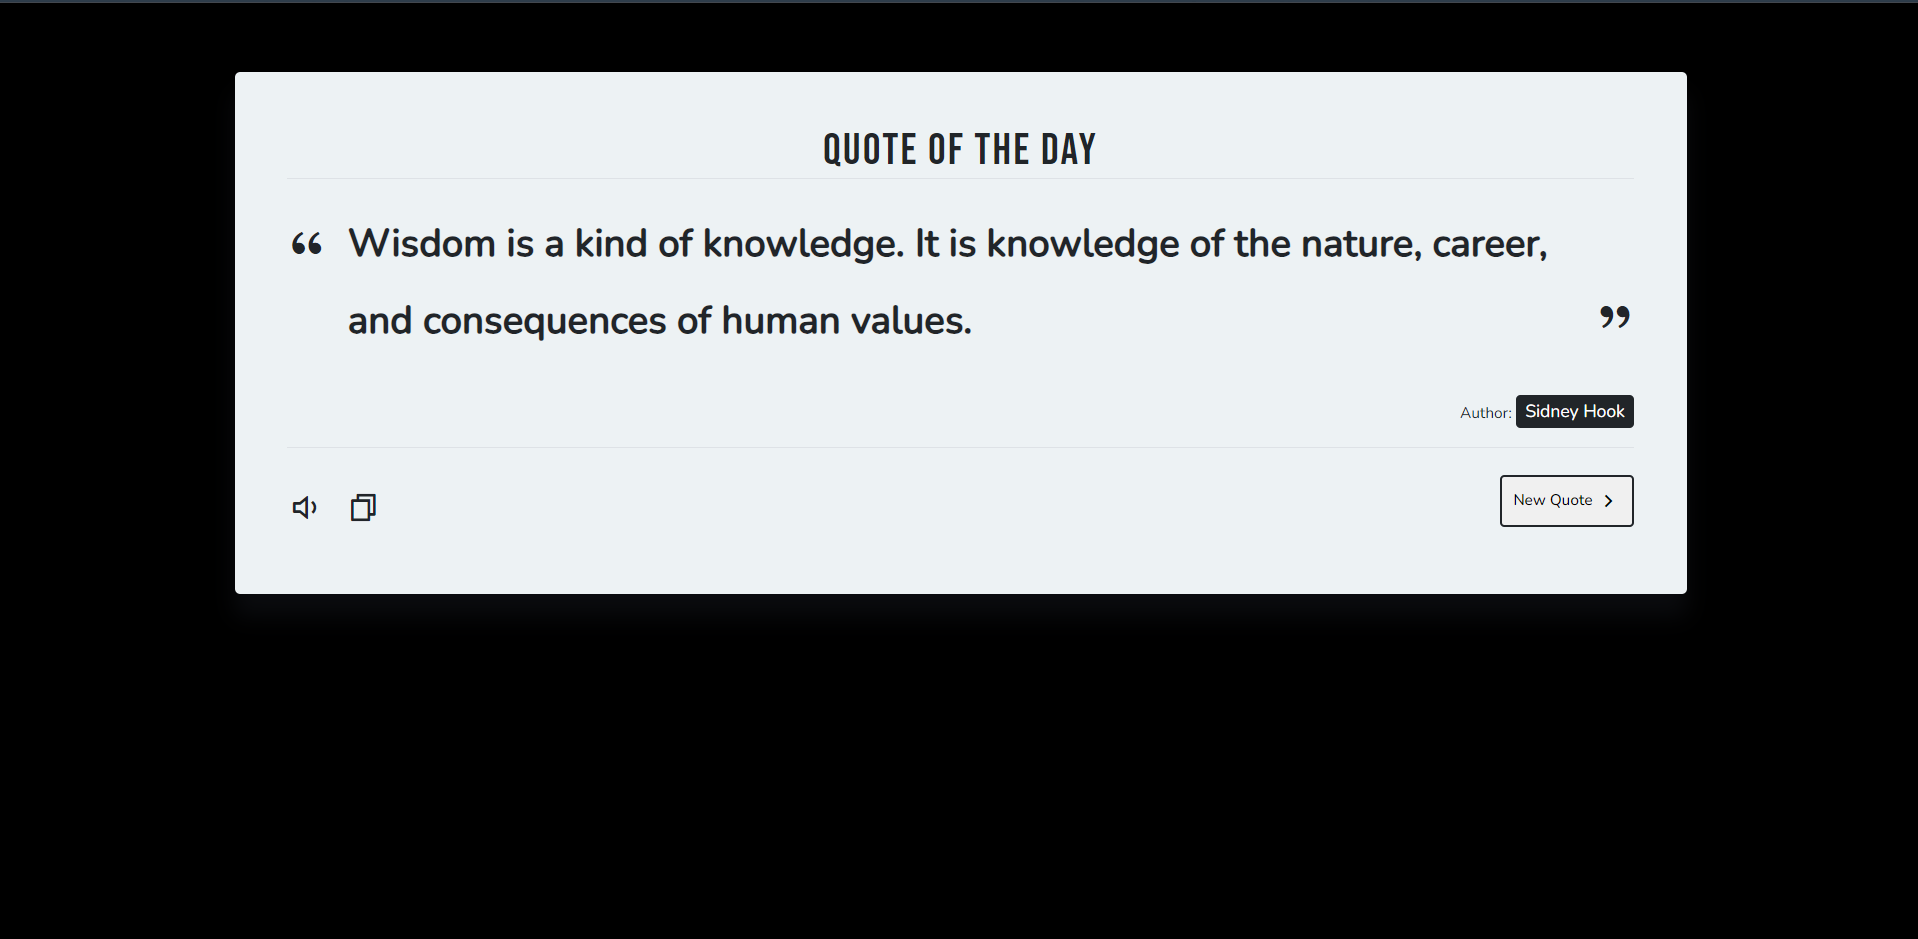 QUOTE OF THE DAY
“ Wisdom is a kind of knowledge. It is knowledge of the nature, career,
and consequences of human values. ”
Author: Sidney Hook
New Quote